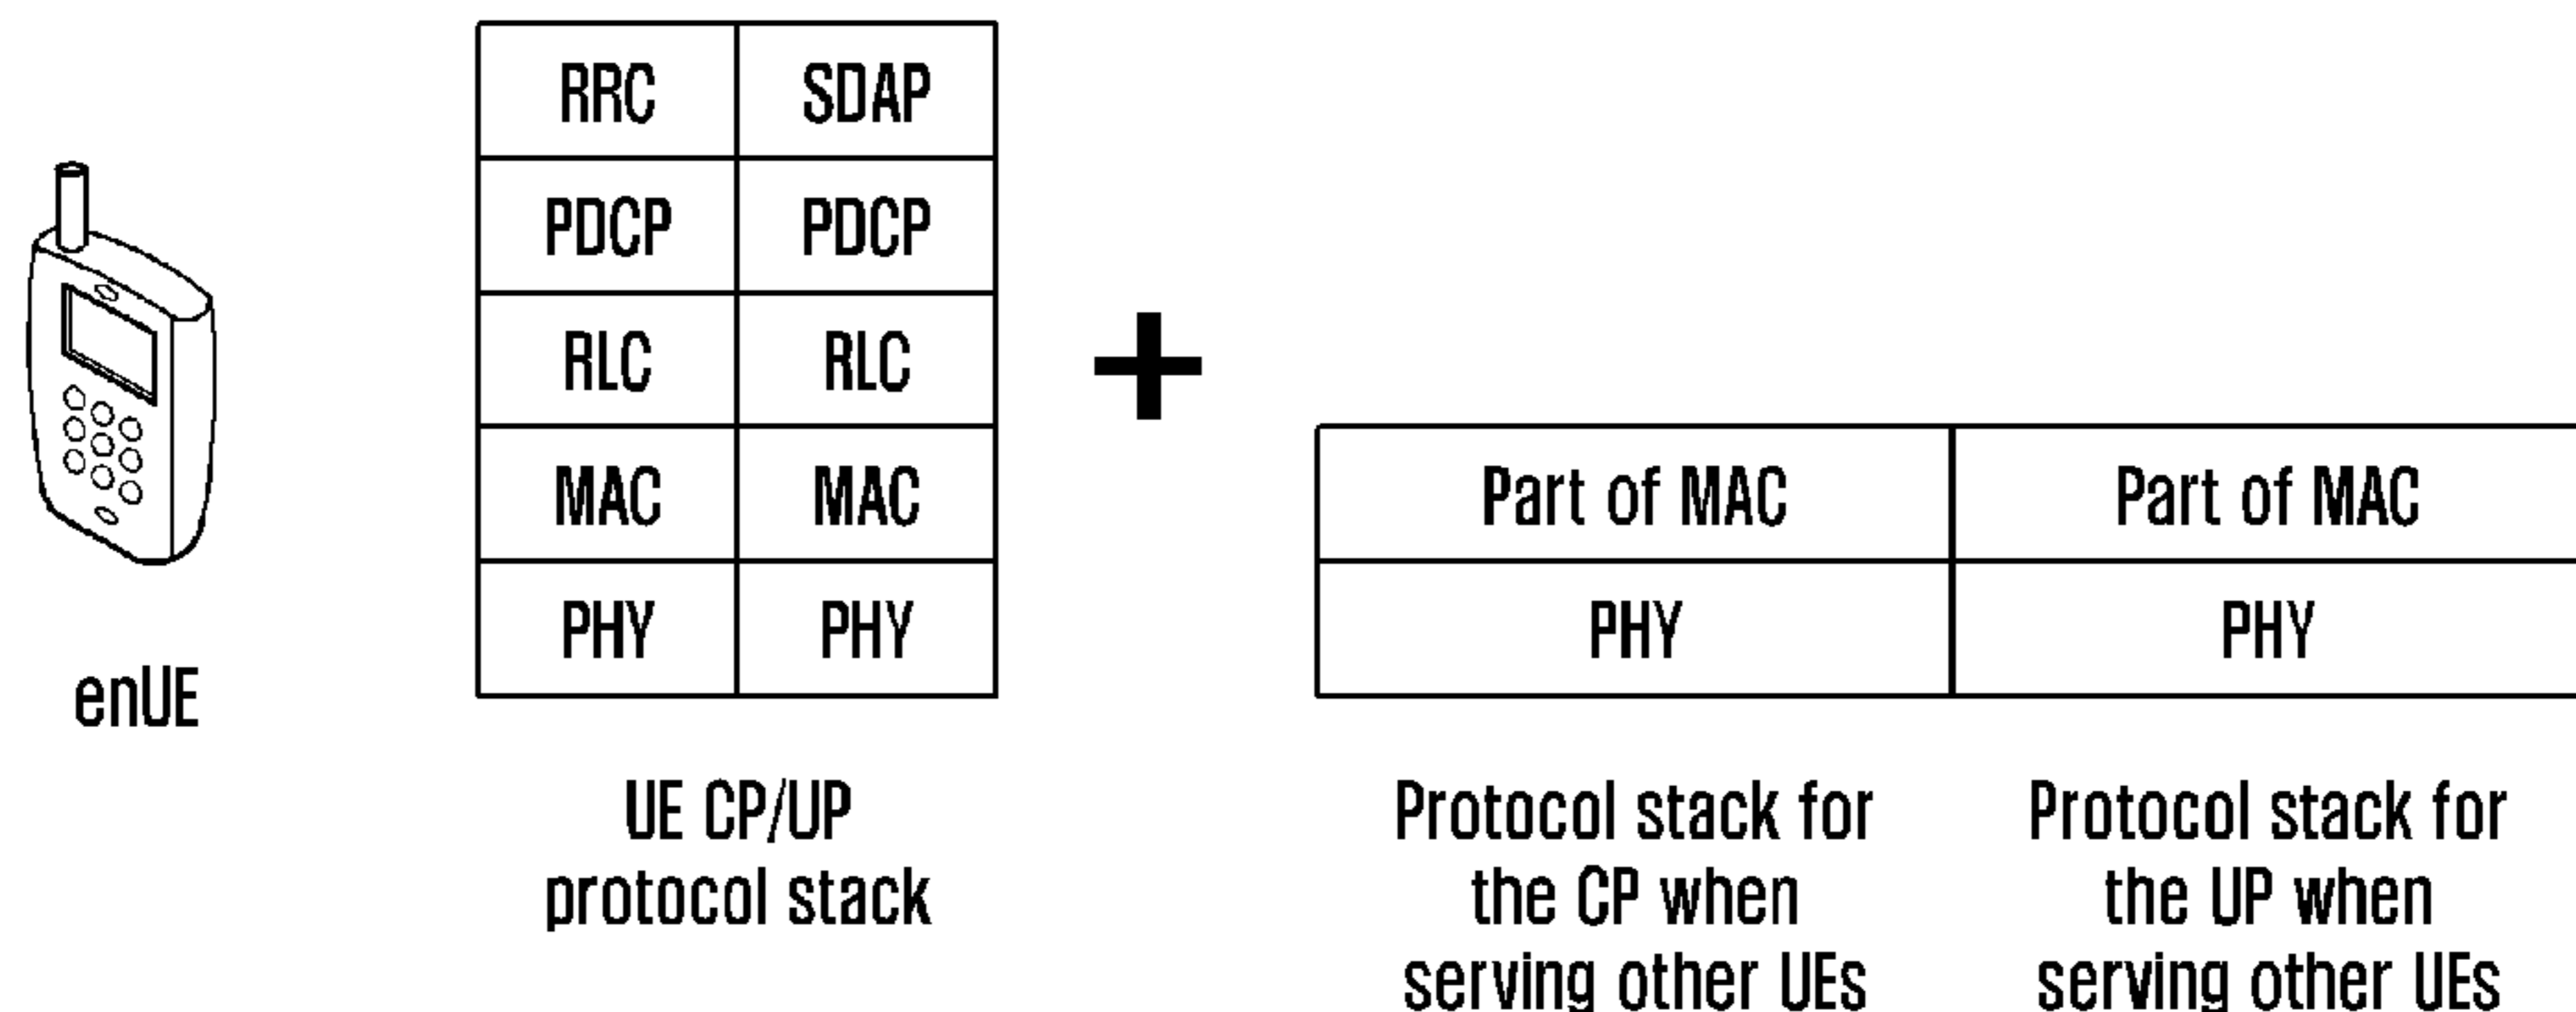 RRC SDAP
PDCP PDCP
RLC RLC
+
MAC MAC Part of MAC Part of MAC
PHY PHY PHY PHY
enUE
UE CP/UP
protocol stack
Protocol stack for
the CP when
serving other UEs
Protocol stack for
the UP when
serving other UEs